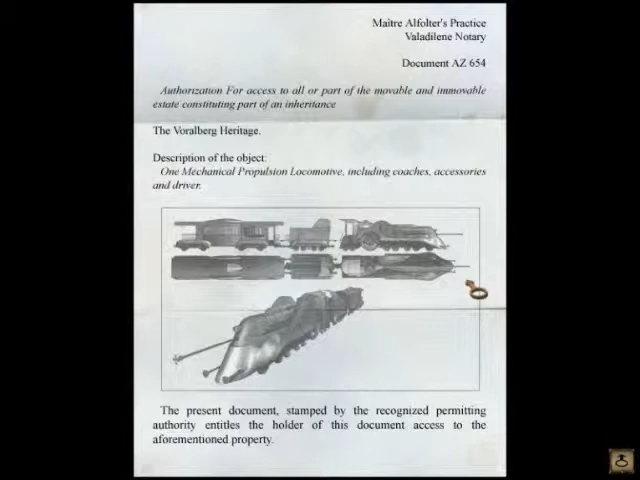 Maître Alfolter's Practice
Valadilene Notary
Document AZ 654
Authorization For access to all or part of the movable and immovable
estate constituting part of an inheritance
The Voralberg Heritage.
Description of the object:
One Mechanical Propulsion Locomotive, including coaches, accessories
and driver.
The present document, stamped by the recognized permitting
authority entitles the holder of this document access to the
aforementioned property.